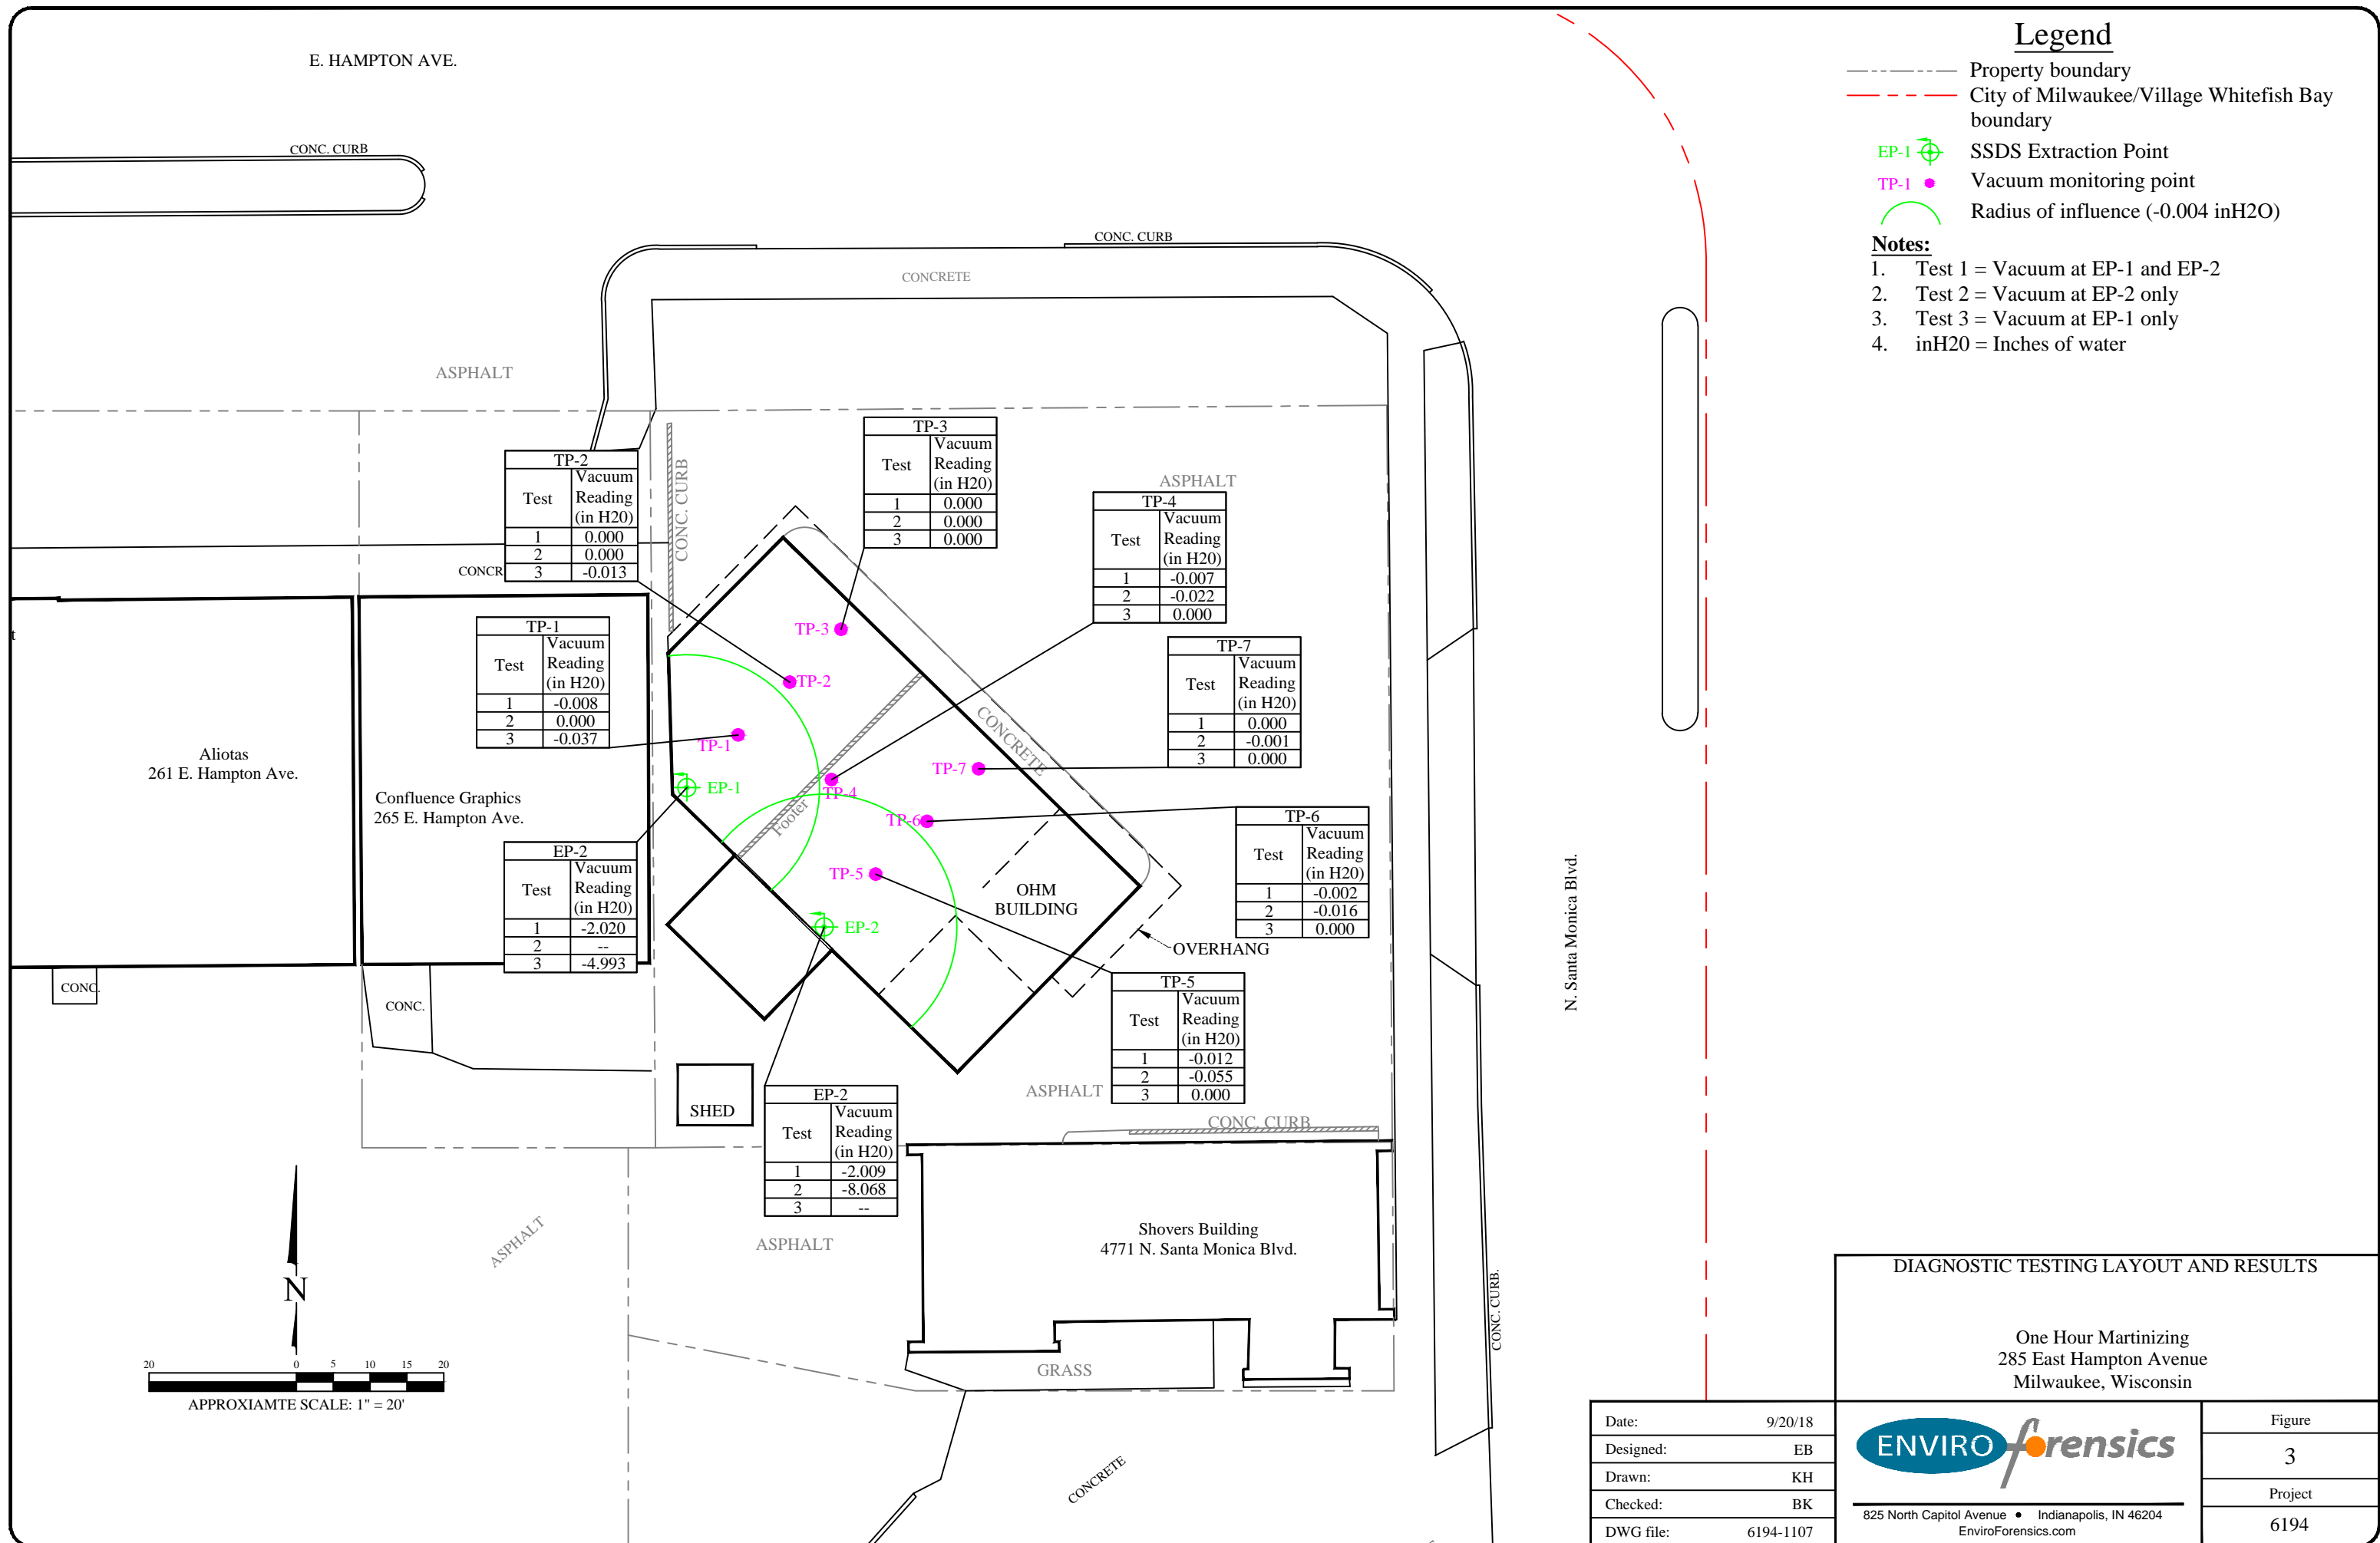 E. HAMPTON AVE.
CONC. CURB
CONC. CURB
CONCRETE
ASPHALT
Legend
Property boundary
City of Milwaukee/Village Whitefish Bay
boundary
EP-1
SSDS Extraction Point
TP-1
Vacuum monitoring point
Radius of influence (-0.004 inH2O)
Notes:
1. Test 1 = Vacuum at EP-1 and EP-2
2. Test 2 = Vacuum at EP-2 only
3. Test 3 = Vacuum at EP-1 only
4. inH20 = Inches of water
TP-2
Test Vacuum Reading (in H20)
1 0.000
2 0.000
3 -0.013
CONC. CURB
CONCR
TP-3
Test Vacuum Reading (in H20)
1 0.000
2 0.000
3 0.000
ASPHALT
TP-4
Test Vacuum Reading (in H20)
1 -0.007
2 -0.022
3 0.000
TP-1
Test Vacuum Reading (in H20)
1 -0.008
2 0.000
3 -0.037
TP-7
Test Vacuum Reading (in H20)
1 0.000
2 -0.001
3 0.000
TP-3
TP-2
TP-1
EP-1
TP-4
Footer
CONCRETE
TP-7
TP-6
TP-5
EP-2
OHM
BUILDING
OVERHANG
t
Aliotas
261 E. Hampton Ave.
Confluence Graphics
265 E. Hampton Ave.
EP-2
Test Vacuum Reading (in H20)
1 -2.020
2 --
3 -4.993
TP-6
Test Vacuum Reading (in H20)
1 -0.002
2 -0.016
3 0.000
N. Santa Monica Blvd.
CONC.
CONC.
TP-5
Test Vacuum Reading (in H20)
1 -0.012
2 -0.055
3 0.000
SHED
EP-2
Test Vacuum Reading (in H20)
1 -2.009
2 -8.068
3 --
ASPHALT
CONC. CURB
ASPHALT
ASPHALT
Shovers Building
4771 N. Santa Monica Blvd.
GRASS
CONCRETE
CONC. CURB.
N
20 0 5 10 15 20
APPROXIAMTE SCALE: 1" = 20'
DIAGNOSTIC TESTING LAYOUT AND RESULTS
One Hour Martinizing
285 East Hampton Avenue
Milwaukee, Wisconsin
Date: 9/20/18
Designed: EB
Drawn: KH
Checked: BK
DWG file: 6194-1107
ENVIROforensics
825 North Capitol Avenue ● Indianapolis, IN 46204
EnviroForensics.com
Figure
3
Project
6194